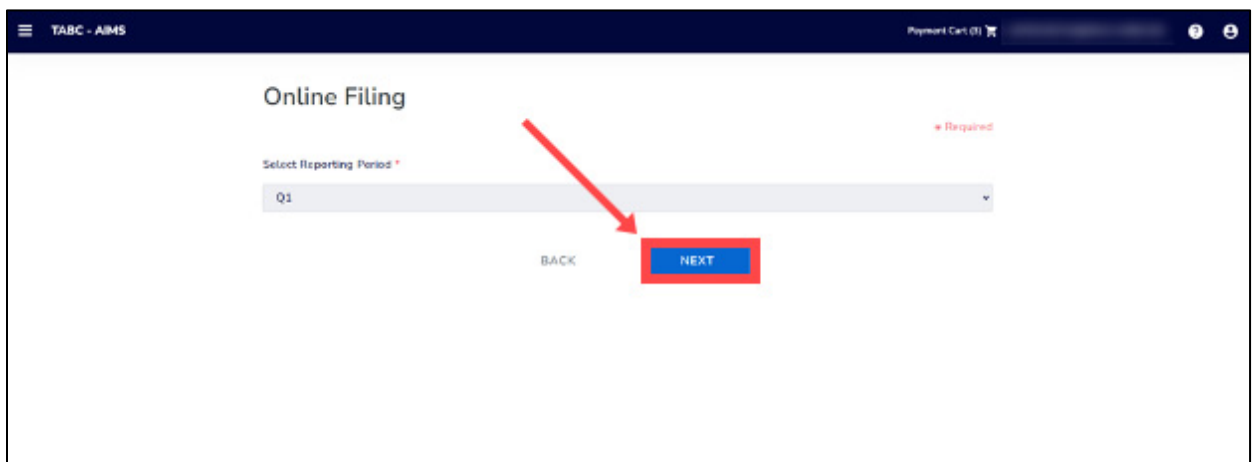 TABC - AIMS
Payment Cart (0)
Online Filing
* Required
Select Reporting Period *
Q1
BACK
NEXT